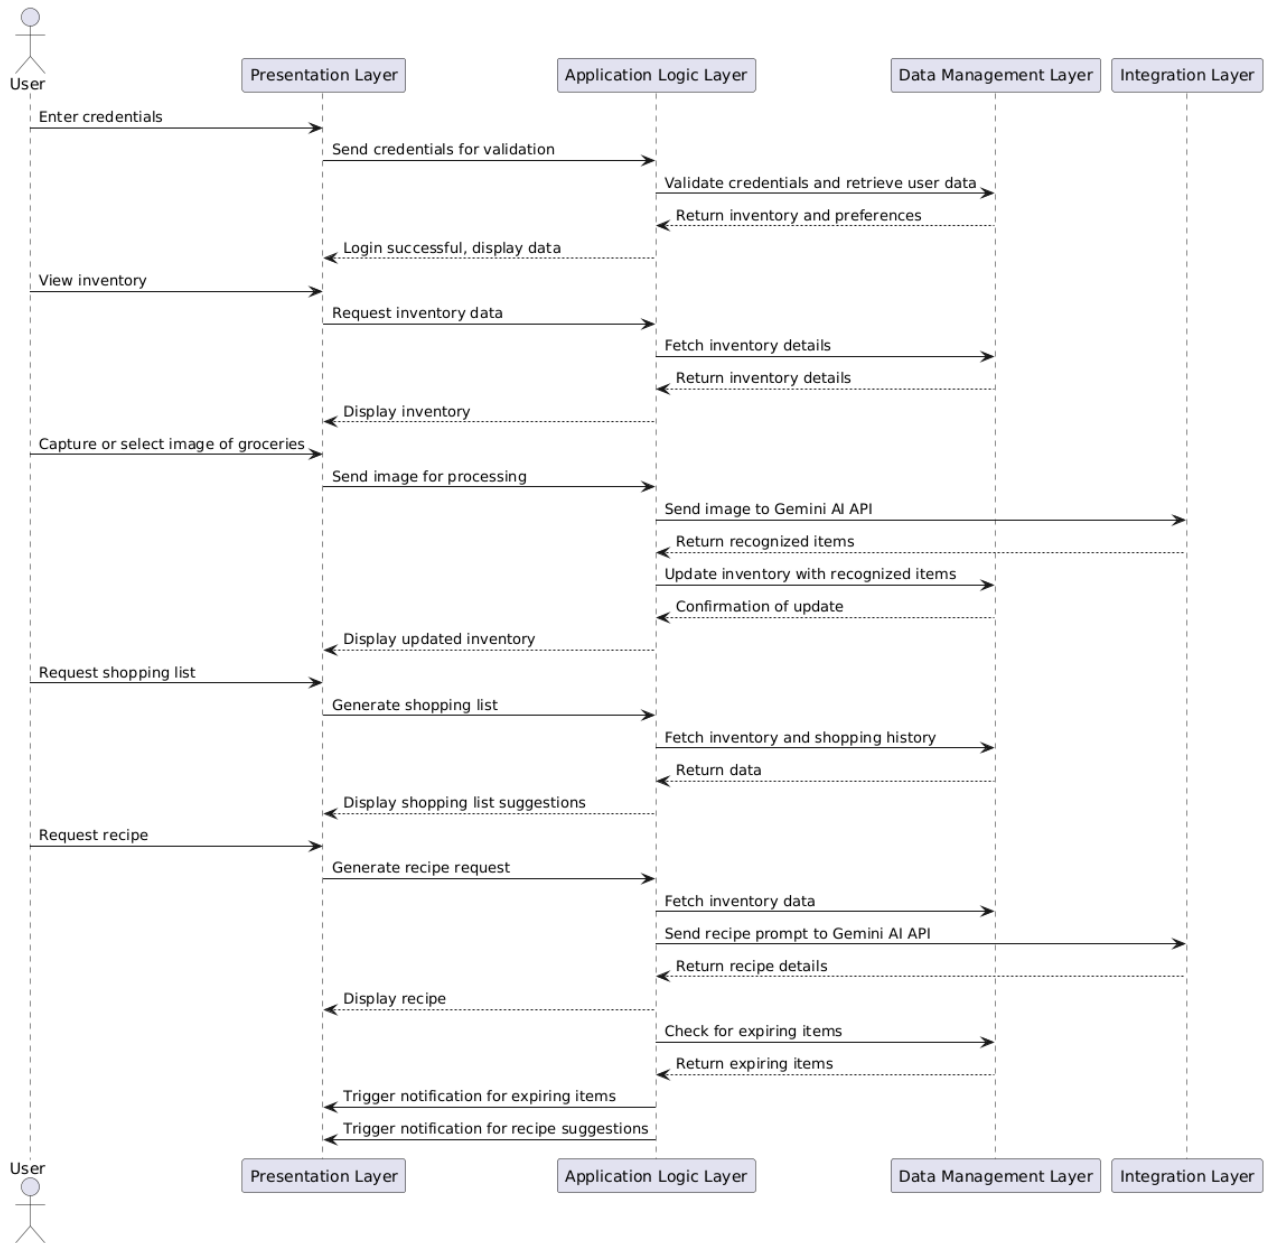 User
Presentation Layer
Application Logic Layer
Data Management Layer
Integration Layer
Enter credentials
Send credentials for validation
Validate credentials and retrieve user data
Return inventory and preferences
Login successful, display data
View inventory
Request inventory data
Fetch inventory details
Return inventory details
Display inventory
Capture or select image of groceries
Send image for processing
Send image to Gemini AI API
Return recognized items
Update inventory with recognized items
Confirmation of update
Display updated inventory
Request shopping list
Generate shopping list
Fetch inventory and shopping history
Return data
Display shopping list suggestions
Request recipe
Generate recipe request
Fetch inventory data
Send recipe prompt to Gemini AI API
Return recipe details
Display recipe
Check for expiring items
Return expiring items
Trigger notification for expiring items
Trigger notification for recipe suggestions
User
Presentation Layer
Application Logic Layer
Data Management Layer
Integration Layer